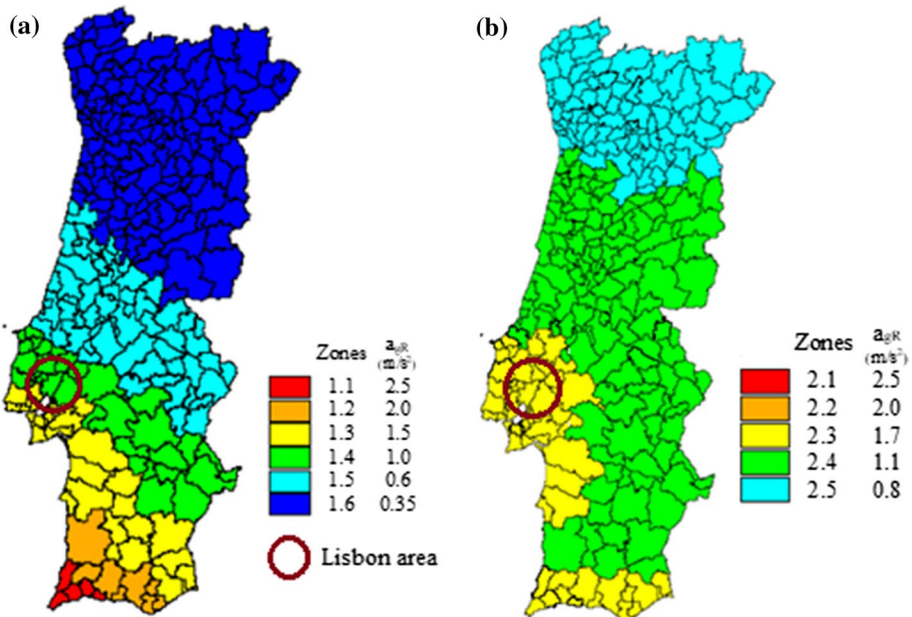 (a)
(b)
Zones agR (m/s²)
1.1 2.5
1.2 2.0
1.3 1.5
1.4 1.0
1.5 0.6
1.6 0.35
Lisbon area
Zones agR (m/s²)
2.1 2.5
2.2 2.0
2.3 1.7
2.4 1.1
2.5 0.8